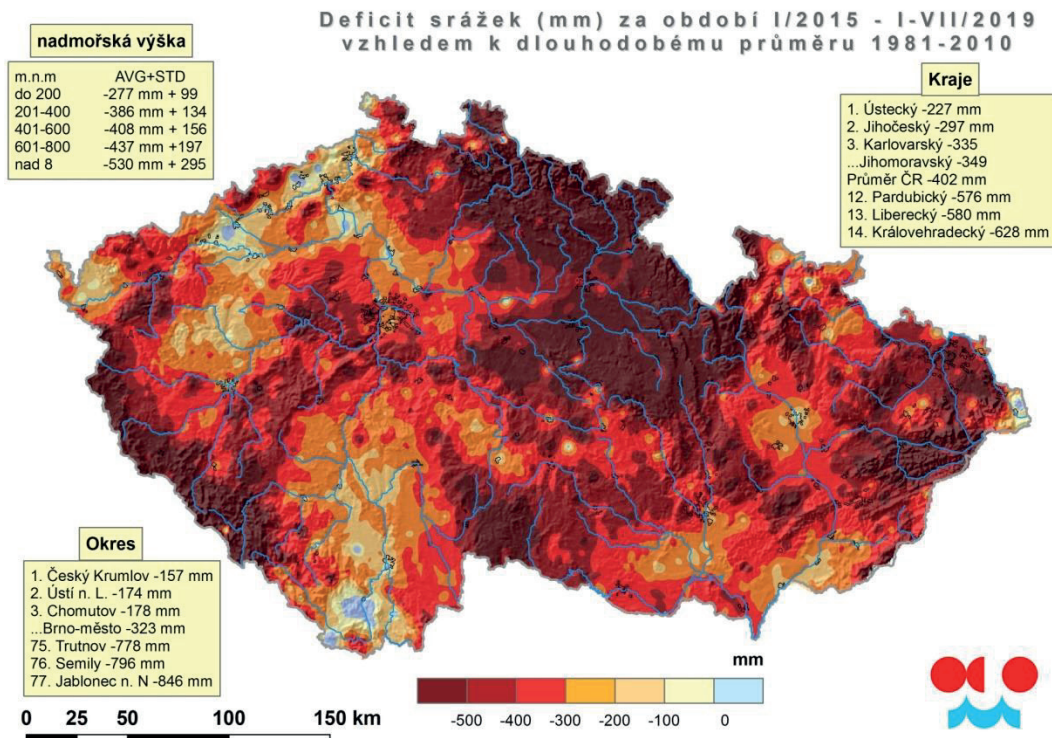 Deficit srážek (mm) za období I/2015 - I-VII/2019
vzhledem k dlouhodobému průměru 1981-2010
nadmořská výška
m.n.m AVG+STD
do 200 -277 mm + 99
201-400 -386 mm + 134
401-600 -408 mm + 156
601-800 -437 mm +197
nad 8 -530 mm + 295
Kraje
1. Ústecký -227 mm
2. Jihočeský -297 mm
3. Karlovarský -335
...Jihomoravský -349
Průměr ČR -402 mm
12. Pardubický -576 mm
13. Liberecký -580 mm
14. Královehradecký -628 mm
Okres
1. Český Krumlov -157 mm
2. Ústí n. L. -174 mm
3. Chomutov -178 mm
...Brno-město -323 mm
75. Trutnov -778 mm
76. Semily -796 mm
77. Jablonec n. N -846 mm
mm
-500 -400 -300 -200 -100 0
0 25 50 100 150 km